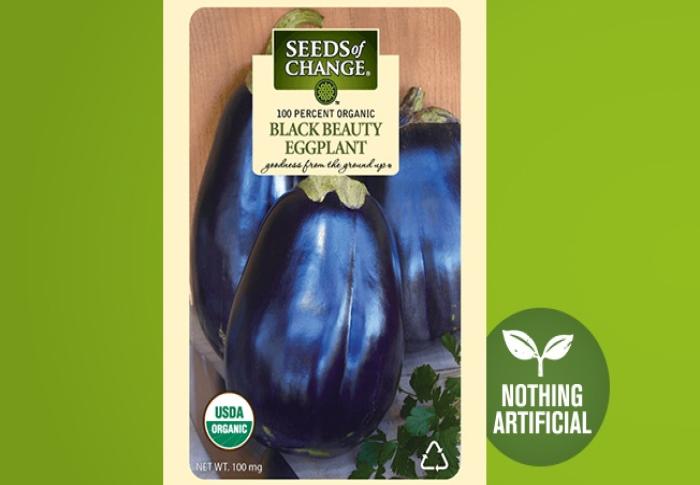 SEEDS of
CHANGE®
™
100 PERCENT ORGANIC
BLACK BEAUTY
EGGPLANT
goodness from the ground up®
USDA
ORGANIC
NET WT. 100 mg
NOTHING
ARTIFICIAL